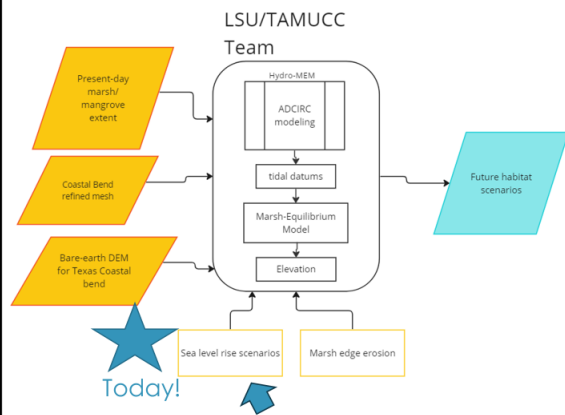 LSU/TAMUCC
Team
Present-day
marsh/
mangrove
extent
Hydro-MEM
ADCIRC
modeling
Coastal Bend
refined mesh
tidal datums
Future habitat
scenarios
Marsh-Equilibrium
Model
Bare-earth DEM
for Texas Coastal
bend
Elevation
Sea level rise scenarios
Marsh edge erosion
Today!